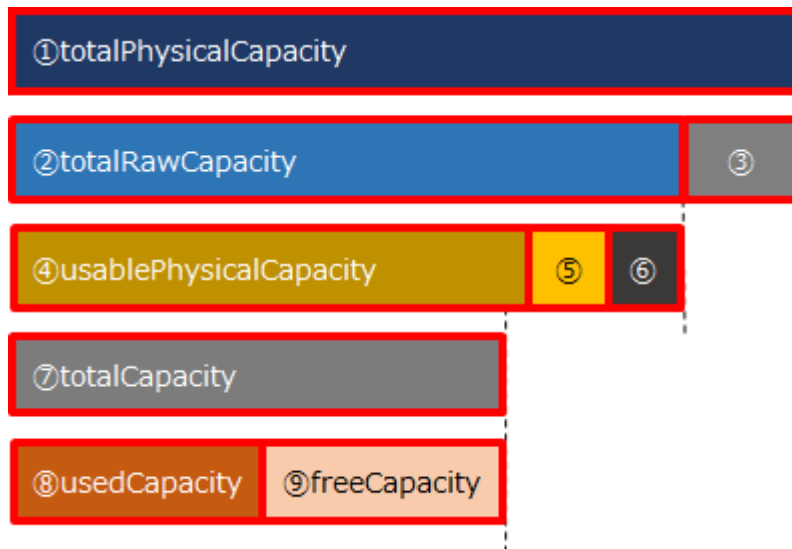 ①totalPhysicalCapacity
②totalRawCapacity ③
④usablePhysicalCapacity ⑤ ⑥
⑦totalCapacity
⑧usedCapacity ⑨freeCapacity